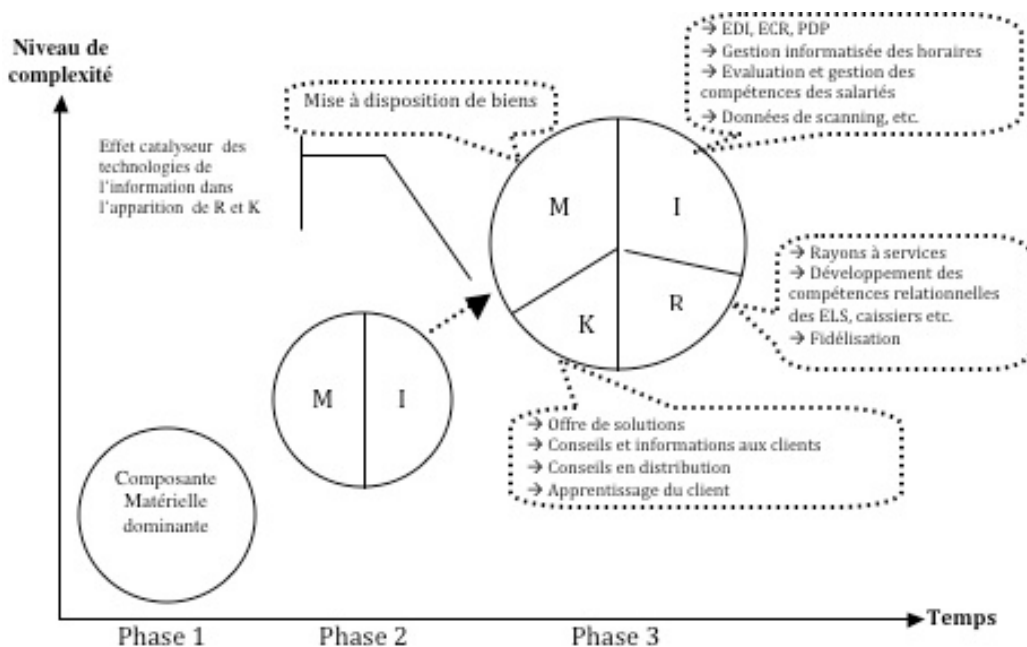 Niveau de
complexité
→ EDI, ECR, PDP
→ Gestion informatisée des horaires
→ Evaluation et gestion des
compétences des salariés
→ Données de scanning, etc.
Mise à disposition de biens
Effet catalyseur des
technologies de
l'information dans
l'apparition de R et K
M
I
K
R
→ Rayons à services
→ Développement des
compétences relationnelles
des ELS, caissiers etc.
→ Fidélisation
M
I
→ Offre de solutions
→ Conseils et informations aux clients
→ Conseils en distribution
→ Apprentissage du client
Composante
Matérielle
dominante
Temps
Phase 1
Phase 2
Phase 3